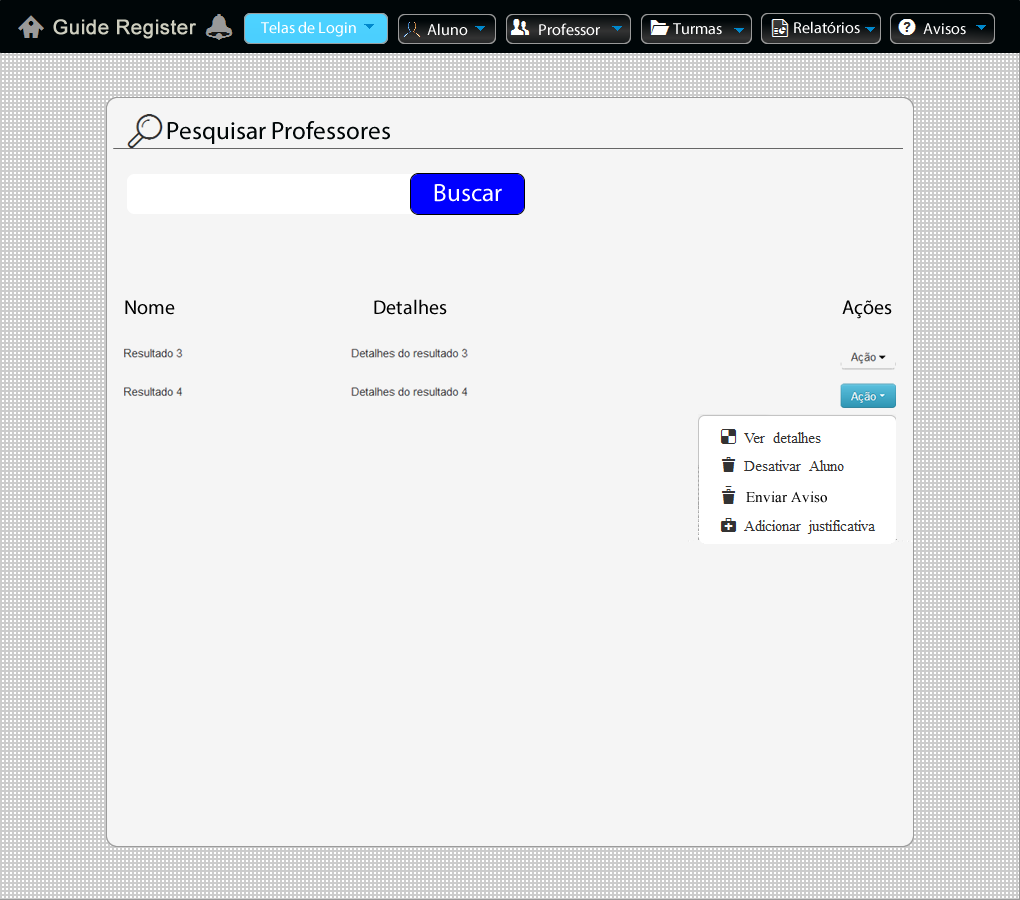 Guide Register Telas de Login Aluno Professor Turmas Relatórios Avisos
Pesquisar Professores
Buscar
Nome Detalhes Ações
Resultado 3 Detalhes do resultado 3 Ação
Resultado 4 Detalhes do resultado 4 Ação
Ver detalhes
Desativar Aluno
Enviar Aviso
Adicionar justificativa